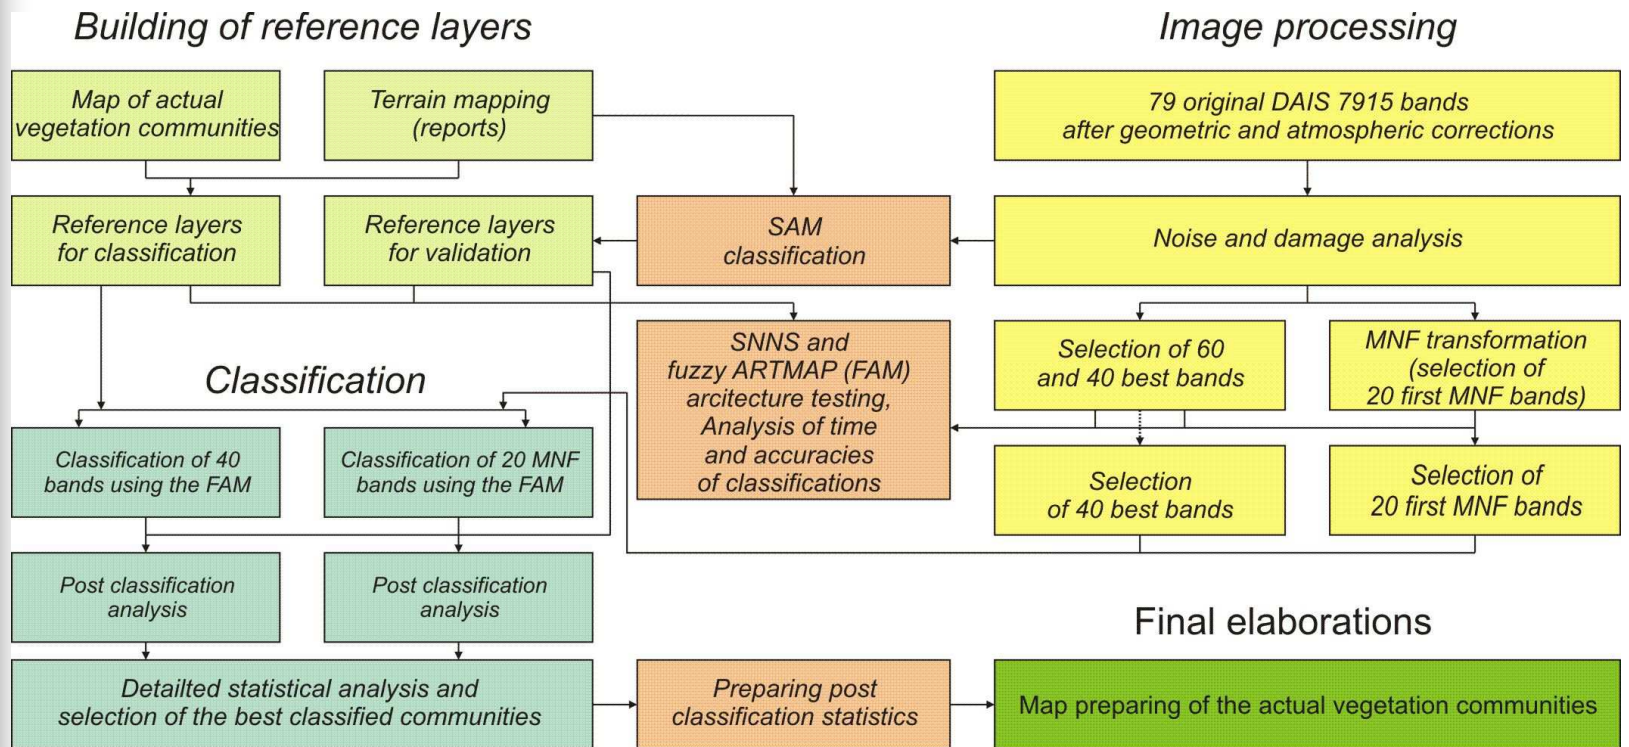 Building of reference layers
Image processing
Map of actual
vegetation communities
Terrain mapping
(reports)
79 original DAIS 7915 bands
after geometric and atmospheric corrections
Reference layers
for classification
Reference layers
for validation
SAM
classification
Noise and damage analysis
SNNS and
fuzzy ARTMAP (FAM)
arcitecture testing,
Analysis of time
and accuracies
of classifications
Selection of 60
and 40 best bands
MNF transformation
(selection of
20 first MNF bands)
Classification
Classification of 40
bands using the FAM
Classification of 20 MNF
bands using the FAM
Selection
of 40 best bands
Selection of
20 first MNF bands
Post classification
analysis
Post classification
analysis
Final elaborations
Detailted statistical analysis and
selection of the best classified communities
Preparing post
classification statistics
Map preparing of the actual vegetation communities